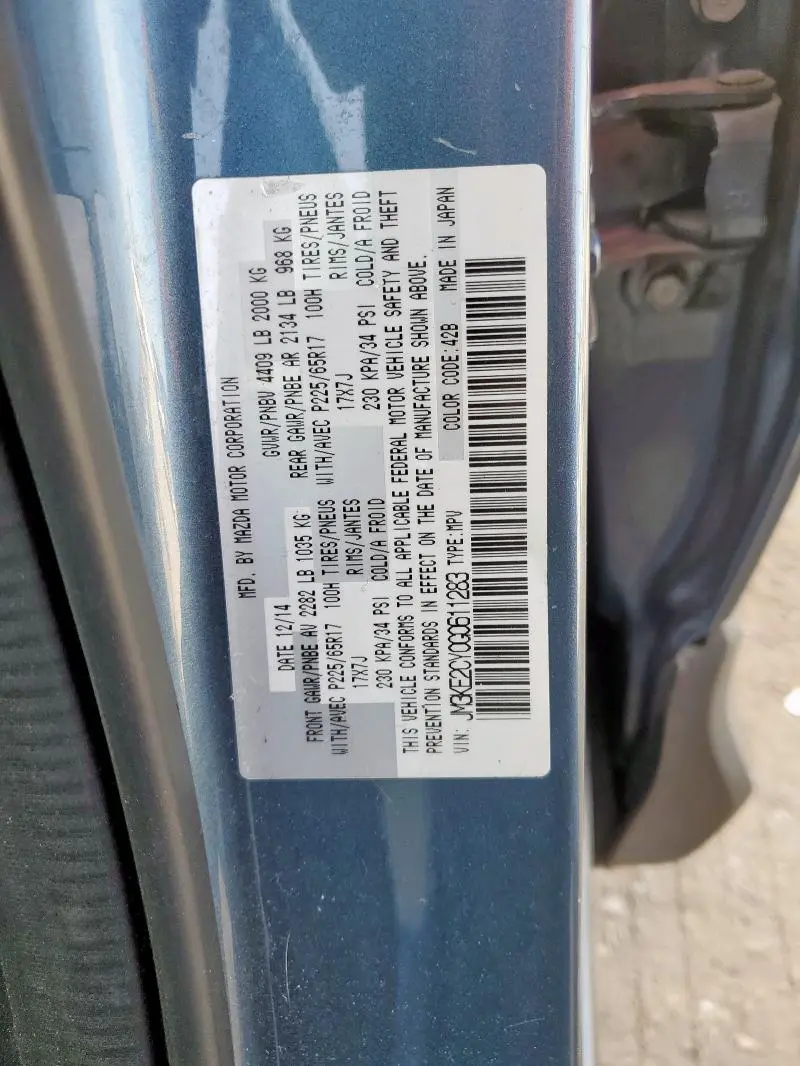 MFD. BY MAZDA MOTOR CORPORATION
DATE 12/14 GVWR/PNBV 4409 LB 2000 KG
FRONT GAWR/PNBE AV 2282 LB 1035 KG REAR GAWR/PNBE AR 2134 LB 968 KG
WITH/AVEC P225/65R17 100H TIRES/PNEUS WITH/AVEC P225/65R17 100H TIRES/PNEUS
17X7J RIMS/JANTES 17X7J RIMS/JANTES
230 KPA/34 PSI COLD/A FROID 230 KPA/34 PSI COLD/A FROID
THIS VEHICLE CONFORMS TO ALL APPLICABLE FEDERAL MOTOR VEHICLE SAFETY AND THEFT
PREVENTION STANDARDS IN EFFECT ON THE DATE OF MANUFACTURE SHOWN ABOVE.
COLOR CODE:42B MADE IN JAPAN
VIN: JM3KE2CY0G0611283 TYPE:MPV